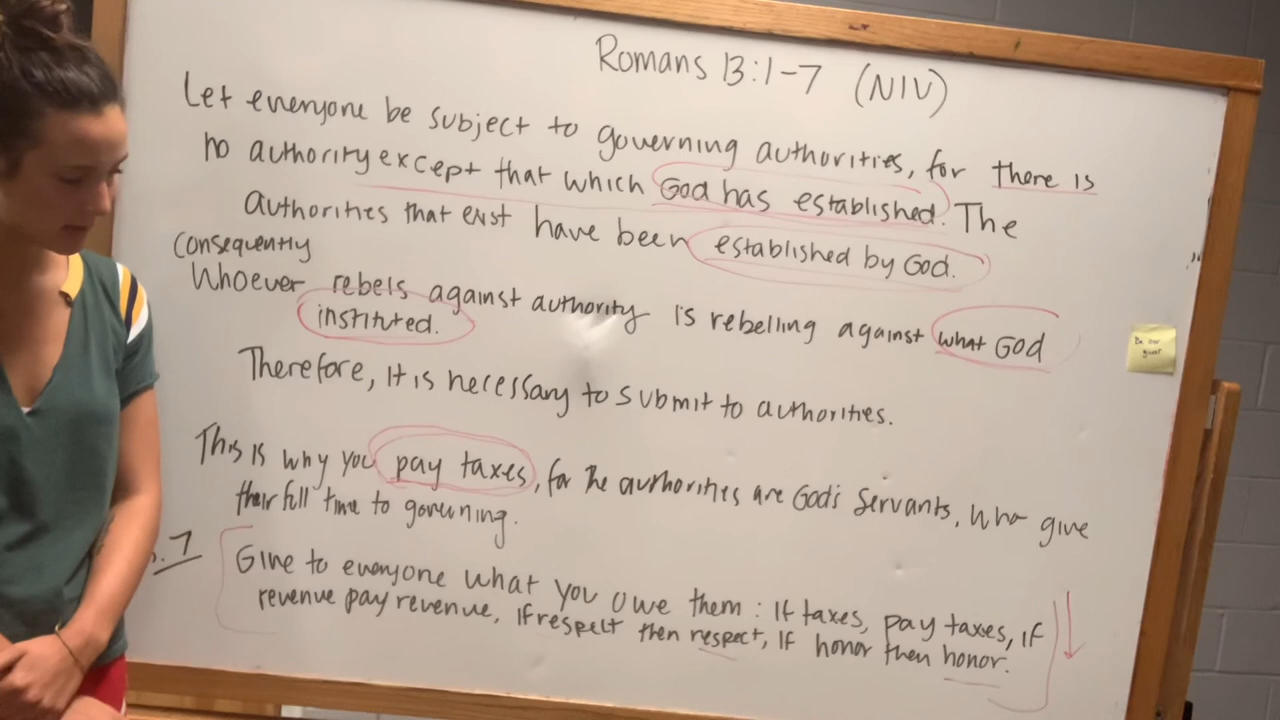 Romans 13:1-7 (NIV)
Let everyone be subject to governing authorities, for there is
no authority except that which God has established. The
authorities that exist have been established by God.
Consequently
Whoever rebels against authority is rebelling against what God
instituted.
Therefore, it is necessary to submit to authorities.
This is why you pay taxes, for the authorities are God's servants, who give
their full time to governing.
.7
Give to everyone what you owe them: If taxes, pay taxes, if
revenue pay revenue, if respect then respect, if honor then honor.